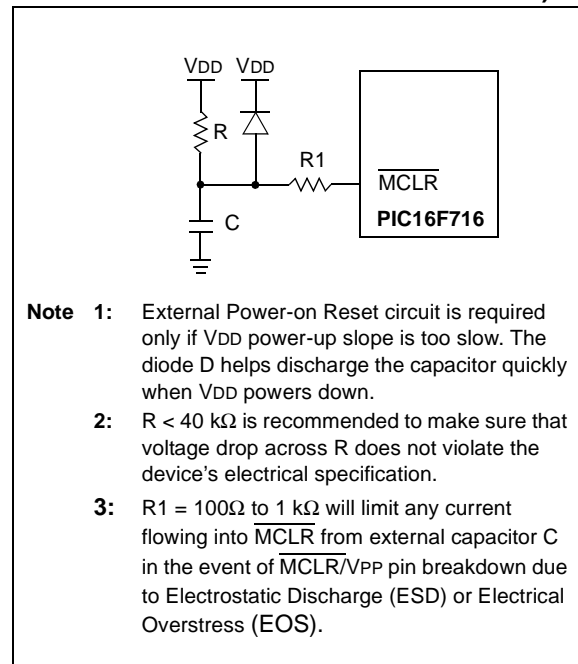 VDD VDD
R
R1
MCLR
PIC16F716
C
Note 1: External Power-on Reset circuit is required
only if VDD power-up slope is too slow. The
diode D helps discharge the capacitor quickly
when VDD powers down.
2: R < 40 kΩ is recommended to make sure that
voltage drop across R does not violate the
device's electrical specification.
3: R1 = 100Ω to 1 kΩ will limit any current
flowing into MCLR from external capacitor C
in the event of MCLR/VPP pin breakdown due
to Electrostatic Discharge (ESD) or Electrical
Overstress (EOS).